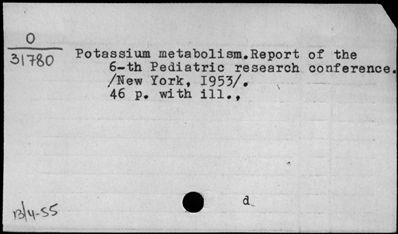 O
31780
Potassium metabolism.Report of the
6-th Pediatric research conference.
/New York, 1953/.
46 p. with ill.,
d
13/4-55